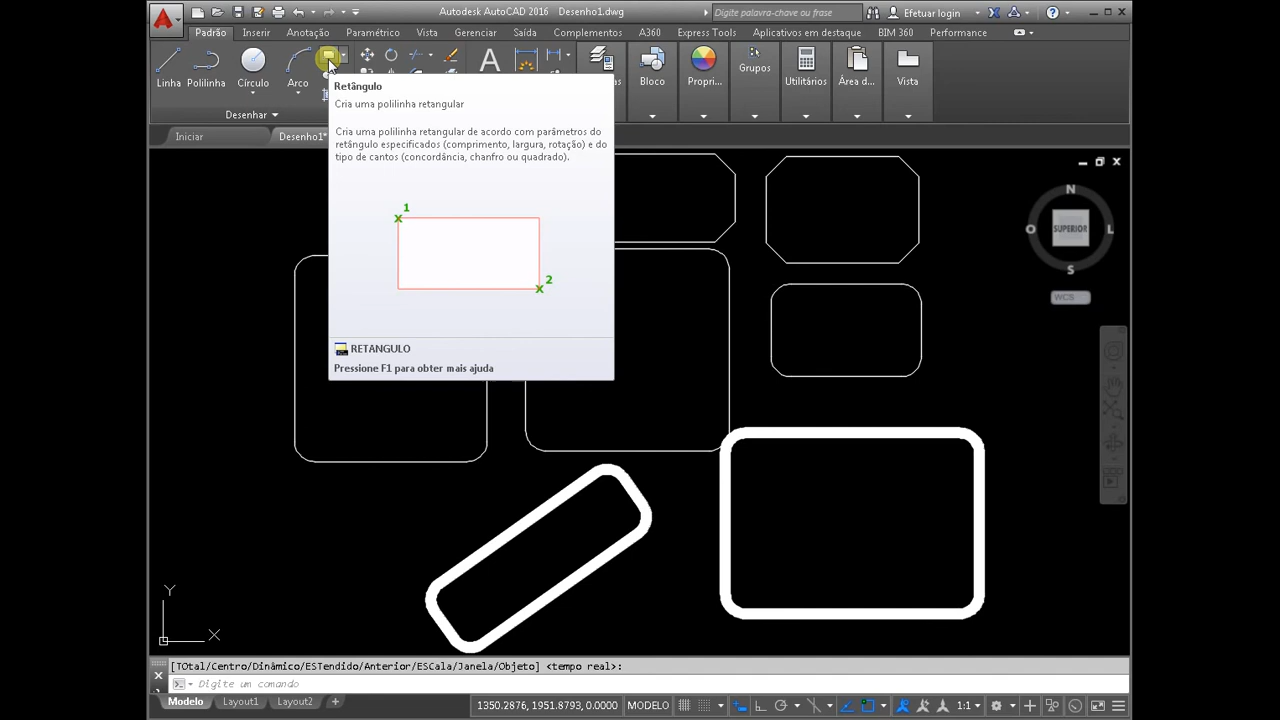 Autodesk AutoCAD 2016 Desenho1.dwg
Digite palavra-chave ou frase
Efetuar login
Padrão Inserir Anotação Paramétrico Vista Gerenciar Saída Complementos A360 Express Tools Aplicativos em destaque BIM 360 Performance
Linha Polilinha Círculo Arco Bloco Propri... Grupos Utilitários Área d... Vista
Desenhar
Iniciar Desenho1*
Retângulo
Cria uma polilinha retangular
Cria uma polilinha retangular de acordo com parâmetros do
retângulo especificados (comprimento, largura, rotação) e do
tipo de cantos (concordância, chanfro ou quadrado).
1
2
RETANGULO
Pressione F1 para obter mais ajuda
N
O SUPERIOR L
S
WCS
Y
X
[TOtal/Centro/Dinâmico/ESTendido/Anterior/ESCala/Janela/Objeto] <tempo real>:
Digite um comando
Modelo Layout1 Layout2 +
1350.2876, 1951.8793, 0.0000 MODELO 1:1